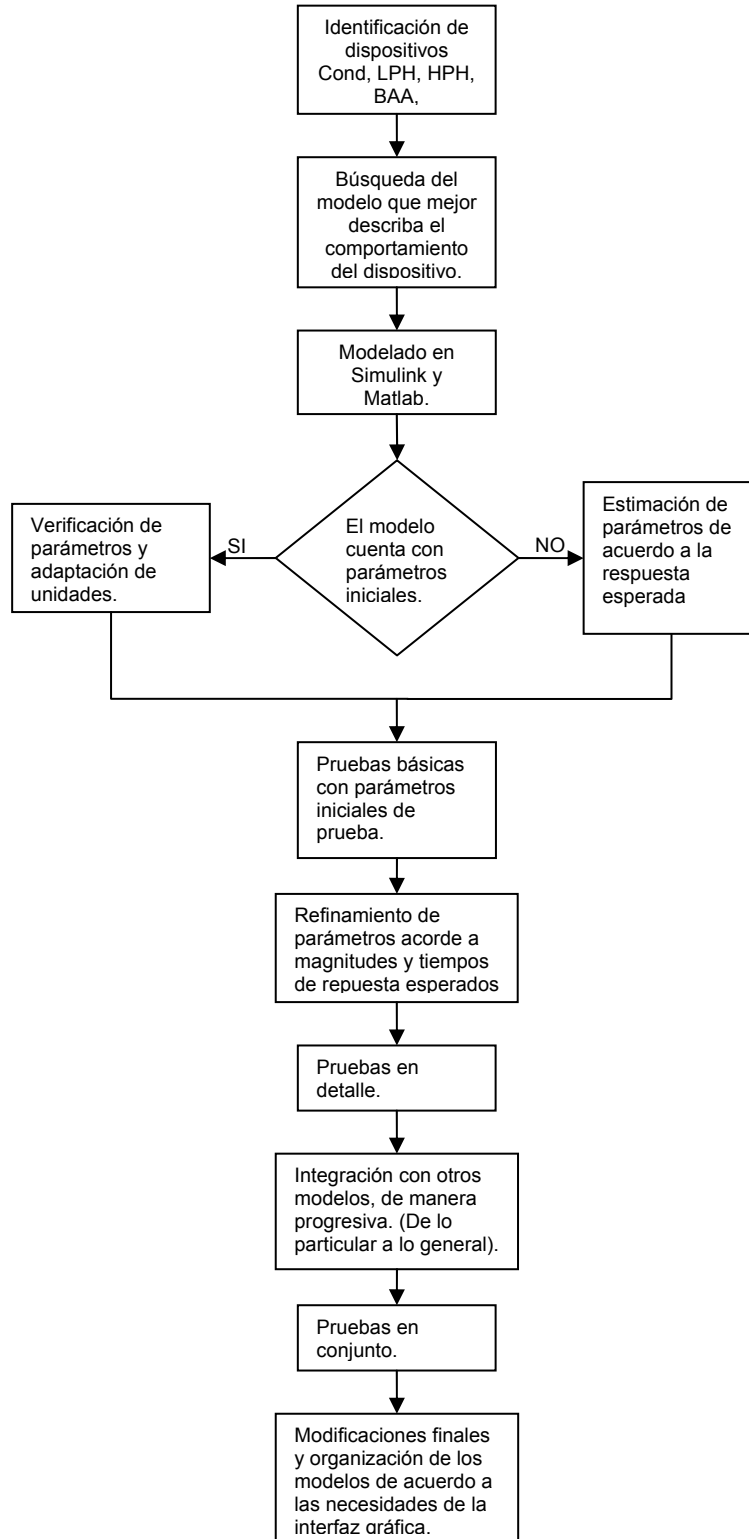 Identificación de
dispositivos
Cond, LPH, HPH,
BAA,
Búsqueda del
modelo que mejor
describa el
comportamiento
del dispositivo.
Modelado en
Simulink y
Matlab.
Verificación de
parámetros y
adaptación de
unidades.
SI
El modelo
cuenta con
parámetros
iniciales.
NO
Estimación de
parámetros de
acuerdo a la
respuesta
esperada
Pruebas básicas
con parámetros
iniciales de
prueba.
Refinamiento de
parámetros acorde a
magnitudes y tiempos
de repuesta esperados
Pruebas en
detalle.
Integración con otros
modelos, de manera
progresiva. (De lo
particular a lo general).
Pruebas en
conjunto.
Modificaciones finales
y organización de los
modelos de acuerdo a
las necesidades de la
interfaz gráfica.